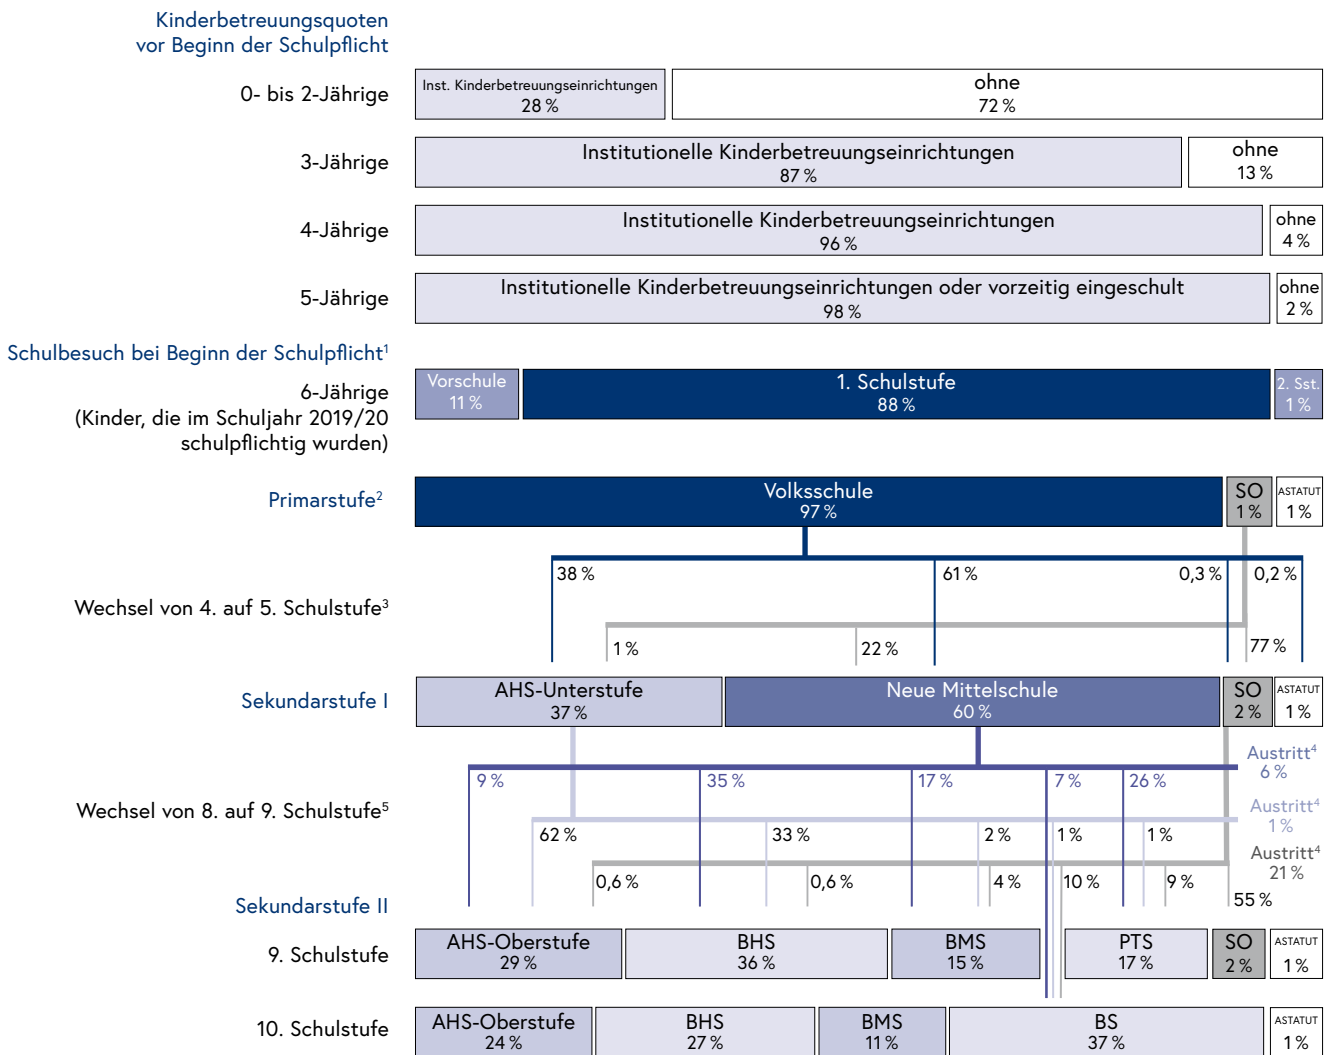 Kinderbetreuungsquoten
vor Beginn der Schulpflicht
0- bis 2-Jährige
Inst. Kinderbetreuungseinrichtungen
28 %
ohne
72 %
3-Jährige
Institutionelle Kinderbetreuungseinrichtungen
87 %
ohne
13 %
4-Jährige
Institutionelle Kinderbetreuungseinrichtungen
96 %
ohne
4 %
5-Jährige
Institutionelle Kinderbetreuungseinrichtungen oder vorzeitig eingeschult
98 %
ohne
2 %
Schulbesuch bei Beginn der Schulpflicht¹
6-Jährige
(Kinder, die im Schuljahr 2019/20
schulpflichtig wurden)
Vorschule
11 %
1. Schulstufe
88 %
2. Sst.
1 %
Primarstufe²
Volksschule
97 %
SO
1 %
ASTATUT
1 %
Wechsel von 4. auf 5. Schulstufe³
38 %
61 %
0,3 %
0,2 %
1 %
22 %
77 %
Sekundarstufe I
AHS-Unterstufe
37 %
Neue Mittelschule
60 %
SO
2 %
ASTATUT
1 %
Wechsel von 8. auf 9. Schulstufe⁵
9 %
35 %
17 %
7 %
26 %
Austritt⁴
6 %
62 %
33 %
2 %
1 %
1 %
Austritt⁴
1 %
0,6 %
0,6 %
4 %
10 %
9 %
55 %
Austritt⁴
21 %
Sekundarstufe II
9. Schulstufe
AHS-Oberstufe
29 %
BHS
36 %
BMS
15 %
PTS
17 %
SO
2 %
ASTATUT
1 %
10. Schulstufe
AHS-Oberstufe
24 %
BHS
27 %
BMS
11 %
BS
37 %
ASTATUT
1 %